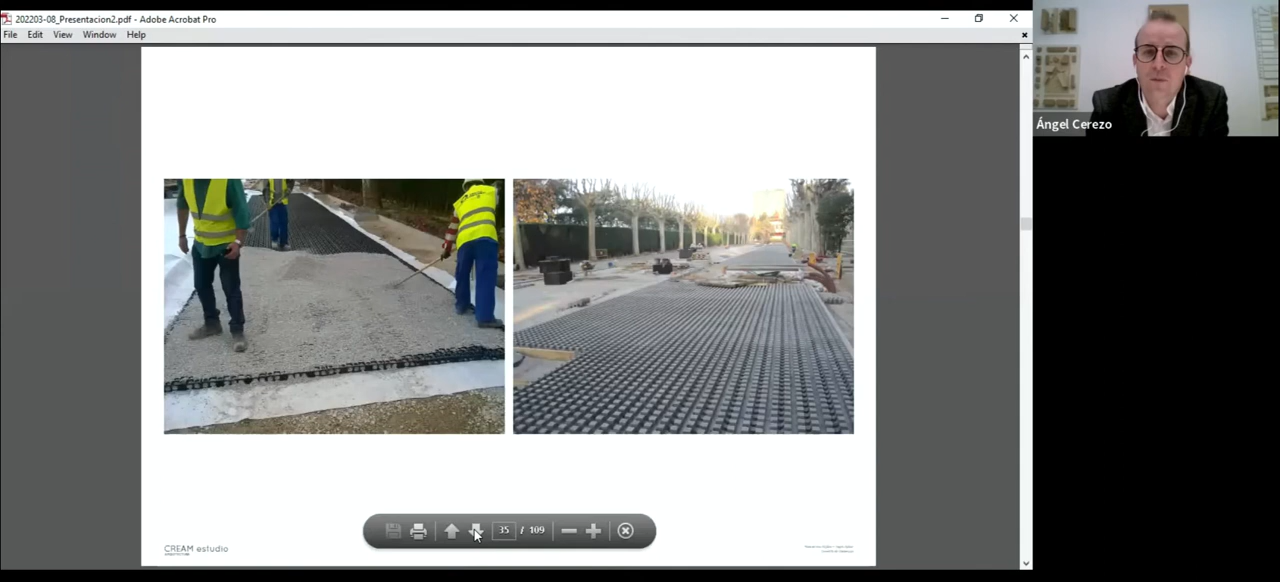 202203-08_Presentacion2.pdf - Adobe Acrobat Pro
File Edit View Window Help
Ángel Cerezo
35 / 109
CREAM estudio